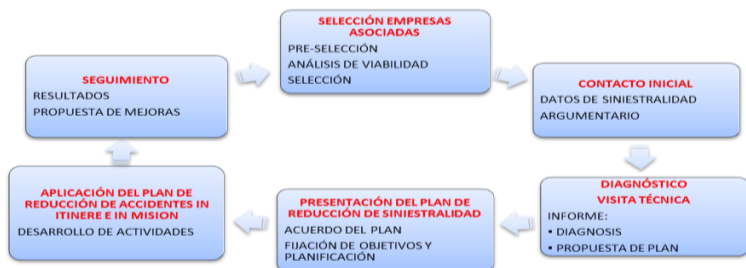 SELECCIÓN EMPRESAS
ASOCIADAS
PRE-SELECCIÓN
ANÁLISIS DE VIABILIDAD
SELECCIÓN
CONTACTO INICIAL
DATOS DE SINIESTRALIDAD
ARGUMENTARIO
DIAGNÓSTICO
VISITA TÉCNICA
INFORME:
▪ DIAGNOSIS
▪ PROPUESTA DE PLAN
PRESENTACIÓN DEL PLAN DE
REDUCCIÓN DE SINIESTRALIDAD
ACUERDO DEL PLAN
FIJACIÓN DE OBJETIVOS Y
PLANIFICACIÓN
APLICACIÓN DEL PLAN DE
REDUCCIÓN DE ACCIDENTES IN
ITINERE E IN MISION
DESARROLLO DE ACTIVIDADES
SEGUIMIENTO
RESULTADOS
PROPUESTA DE MEJORAS